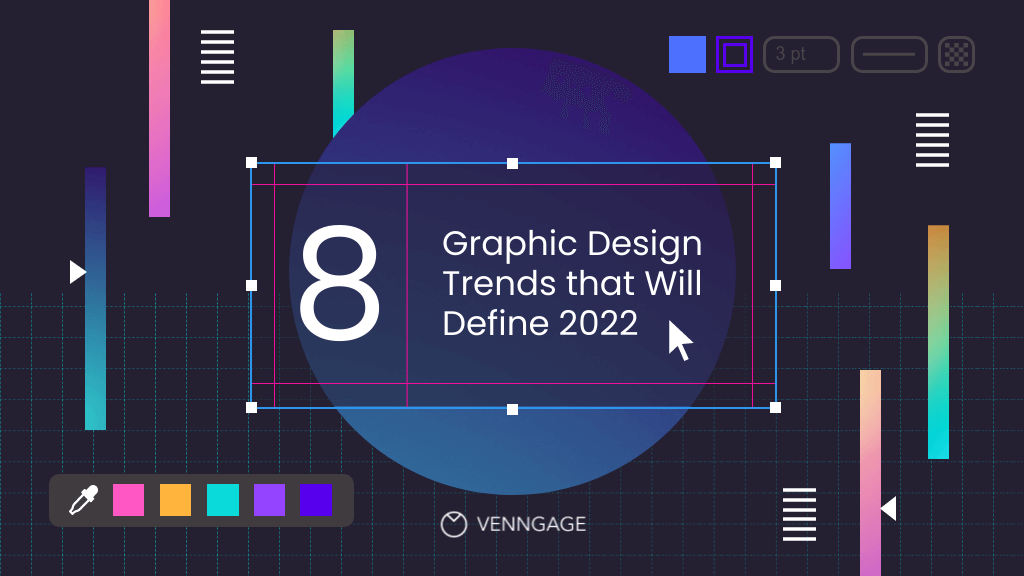 3 pt
8
Graphic Design
Trends that Will
Define 2022
VENNGAGE